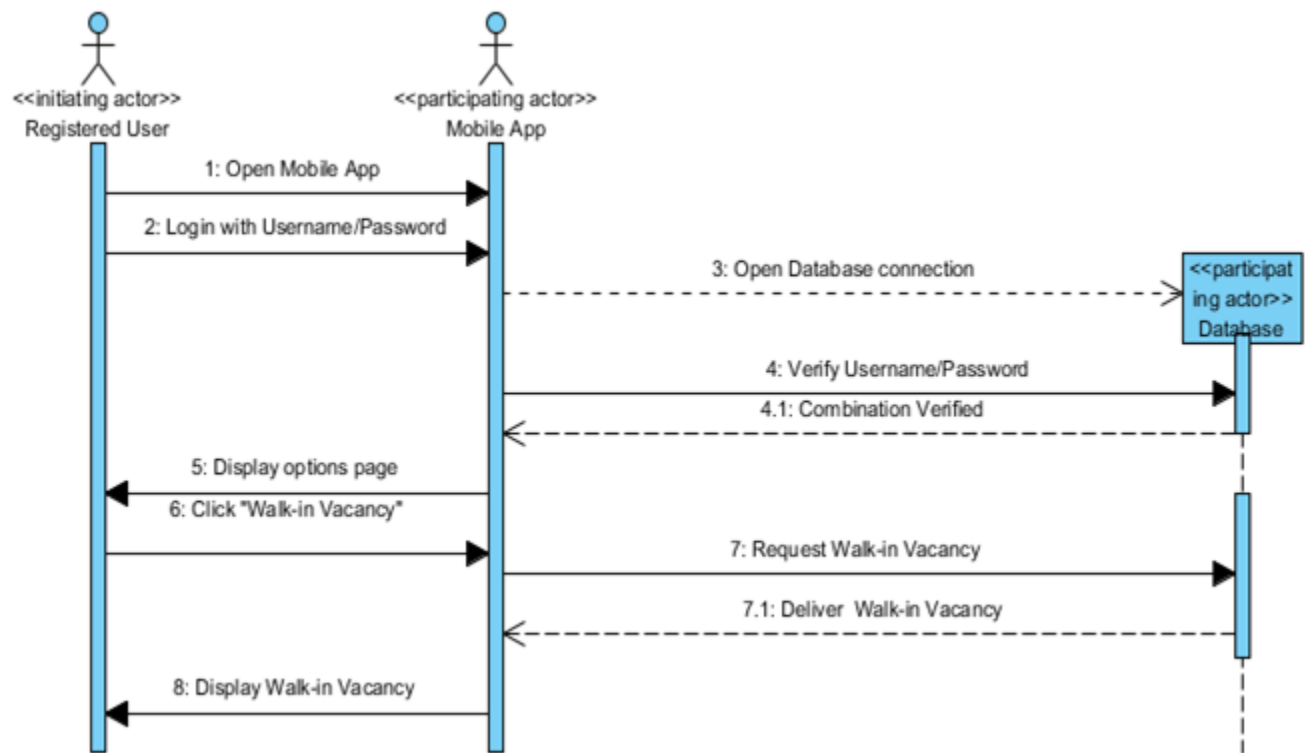 <<initiating actor>>
Registered User
<<participating actor>>
Mobile App
1: Open Mobile App
2: Login with Username/Password
3: Open Database connection
<<participat
ing actor>>
Database
4: Verify Username/Password
4.1: Combination Verified
5: Display options page
6: Click "Walk-in Vacancy"
7: Request Walk-in Vacancy
7.1: Deliver Walk-in Vacancy
8: Display Walk-in Vacancy